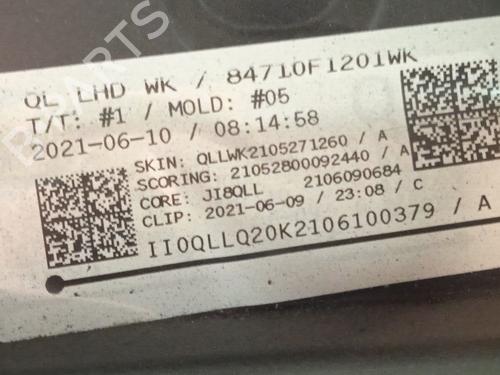 QL LHD WK / 84710F1201WK
T/T: #1 / MOLD: #05
2021-06-10 / 08:14:58
SKIN: QLLWK2105271260 / A
SCORING: 21052800092440 / A
CORE: JI8QLL 2106090684
CLIP: 2021-06-09 / 23:08 / C
II0QLLQ20K2106100379 / A
B-PARTS